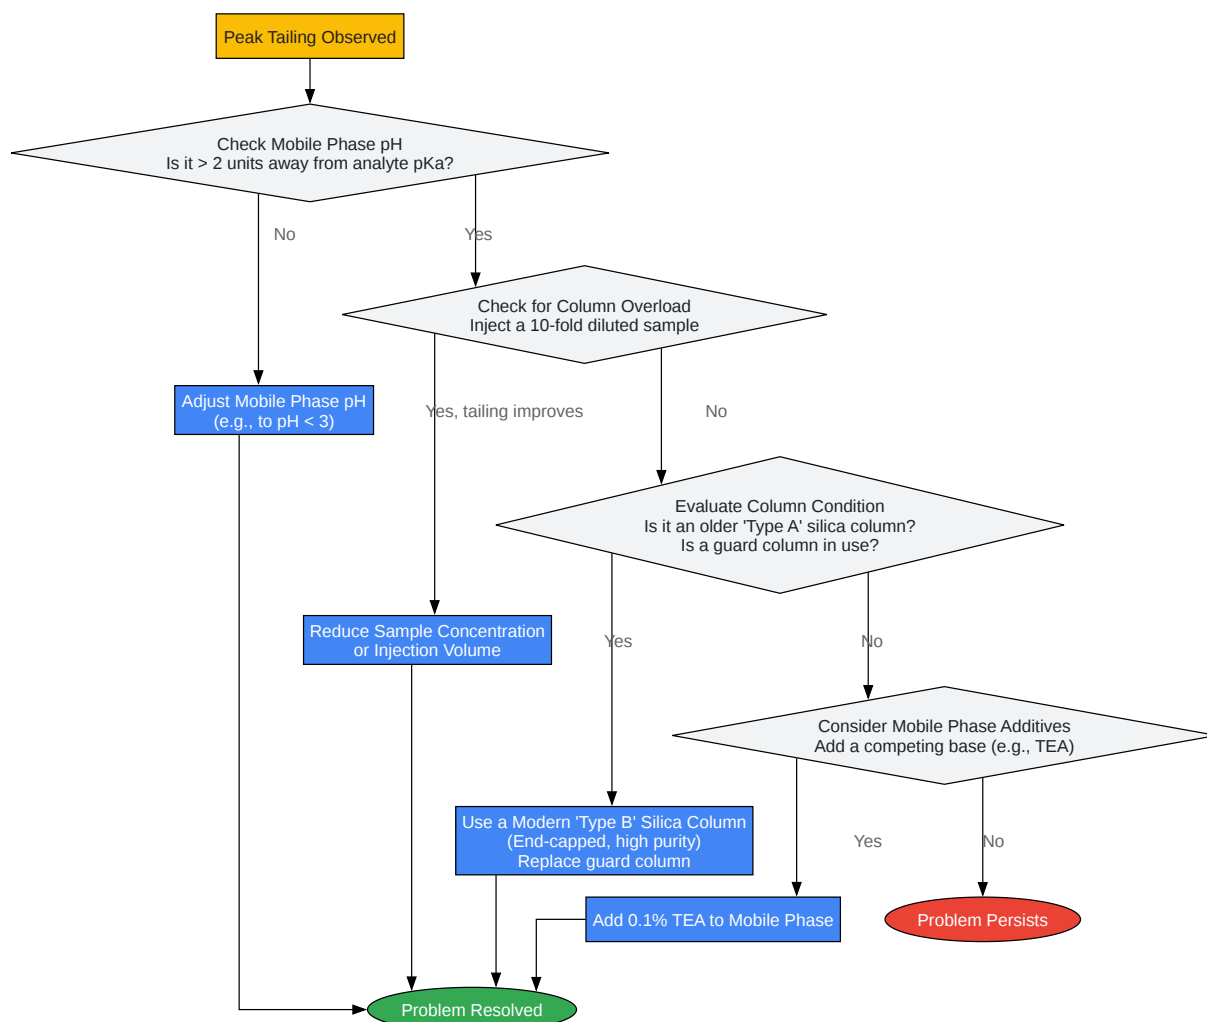 Peak Tailing Observed
Check Mobile Phase pH
Is it > 2 units away from analyte pKa?
No
Yes
Check for Column Overload
Inject a 10-fold diluted sample
Adjust Mobile Phase pH
(e.g., to pH < 3)
Yes, tailing improves
No
Evaluate Column Condition
Is it an older 'Type A' silica column?
Is a guard column in use?
Reduce Sample Concentration
or Injection Volume
Yes
No
Consider Mobile Phase Additives
Add a competing base (e.g., TEA)
Use a Modern 'Type B' Silica Column
(End-capped, high purity)
Replace guard column
Yes
No
Add 0.1% TEA to Mobile Phase
Problem Persists
Problem Resolved